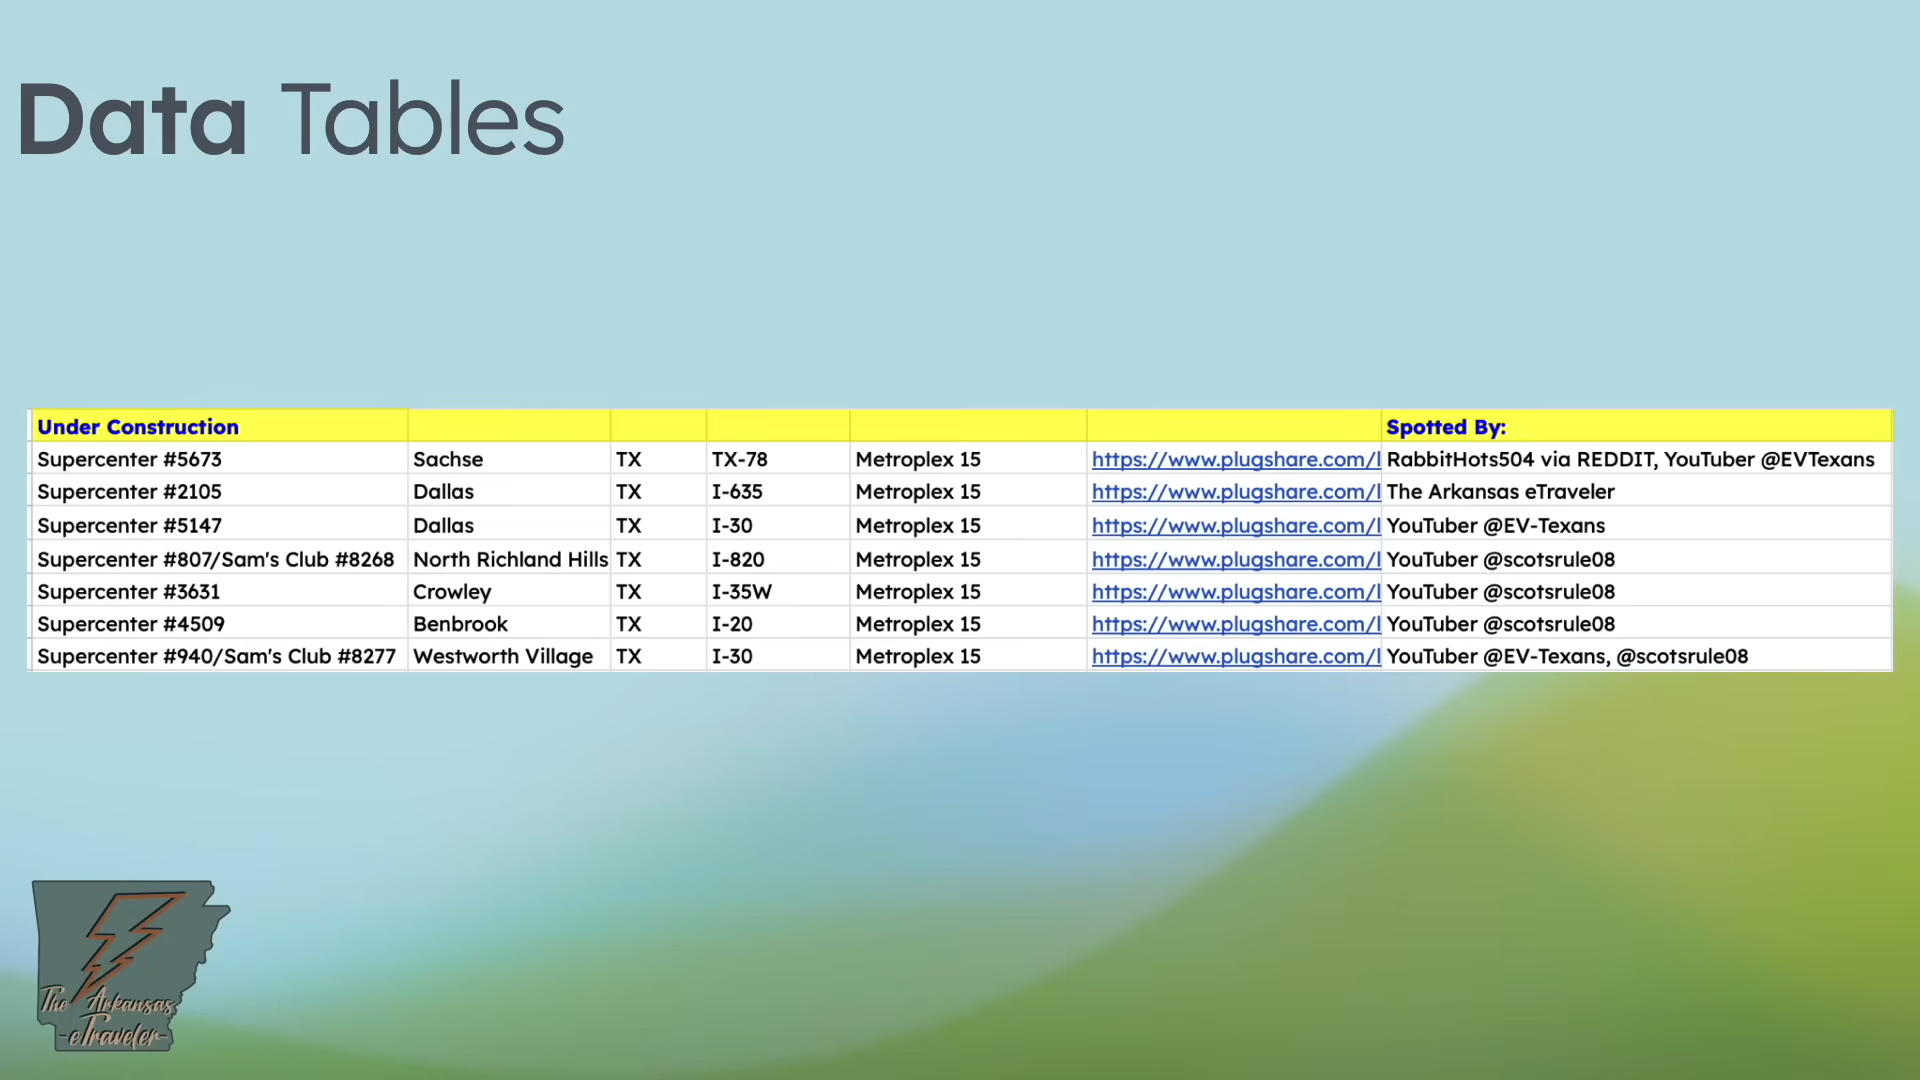 Data Tables
Under Construction Spotted By:
Supercenter #5673 Sachse TX TX-78 Metroplex 15 https://www.plugshare.com/l RabbitHots504 via REDDIT, YouTuber @EVTexans
Supercenter #2105 Dallas TX I-635 Metroplex 15 https://www.plugshare.com/l The Arkansas eTraveler
Supercenter #5147 Dallas TX I-30 Metroplex 15 https://www.plugshare.com/l YouTuber @EV-Texans
Supercenter #807/Sam's Club #8268 North Richland Hills TX I-820 Metroplex 15 https://www.plugshare.com/l YouTuber @scotsrule08
Supercenter #3631 Crowley TX I-35W Metroplex 15 https://www.plugshare.com/l YouTuber @scotsrule08
Supercenter #4509 Benbrook TX I-20 Metroplex 15 https://www.plugshare.com/l YouTuber @scotsrule08
Supercenter #940/Sam's Club #8277 Westworth Village TX I-30 Metroplex 15 https://www.plugshare.com/l YouTuber @EV-Texans, @scotsrule08
The Arkansas
-eTraveler-